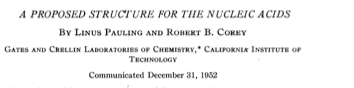 A PROPOSED STRUCTURE FOR THE NUCLEIC ACIDS
BY LINUS PAULING AND ROBERT B. COREY
GATES AND CRELLIN LABORATORIES OF CHEMISTRY,* CALIFORNIA INSTITUTE OF
TECHNOLOGY
Communicated December 31, 1952